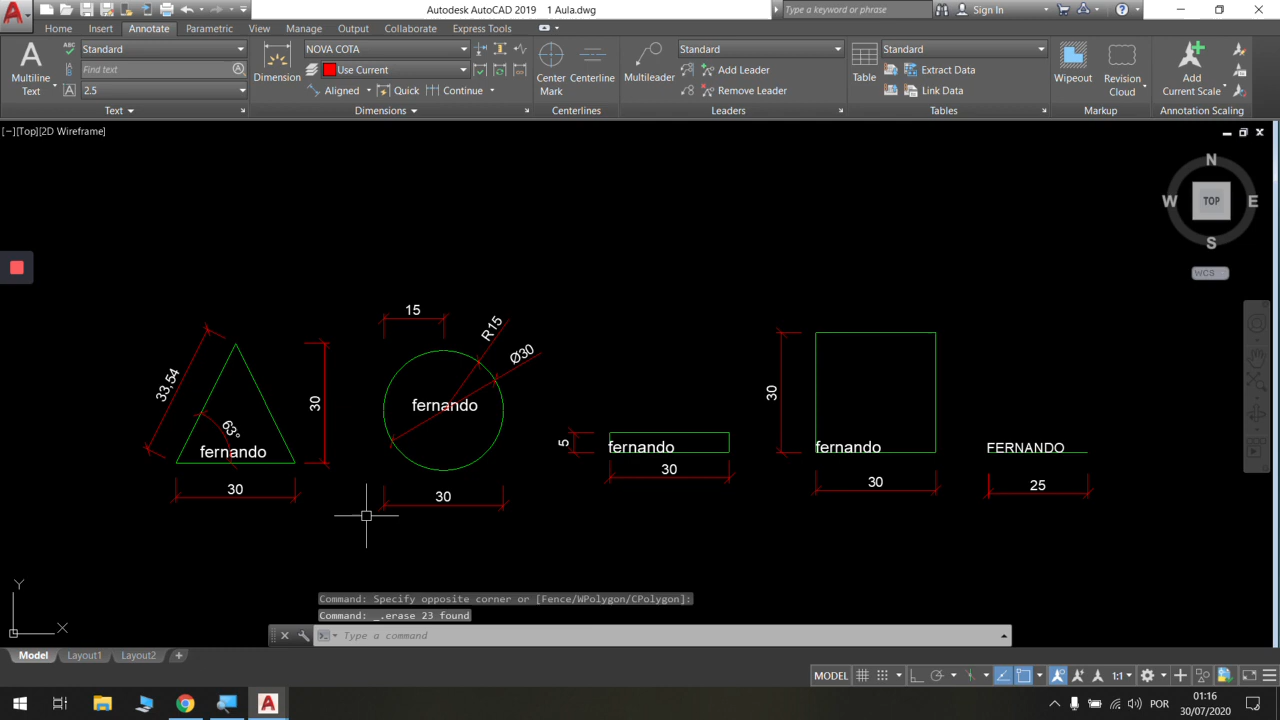 Autodesk AutoCAD 2019 1 Aula.dwg
Type a keyword or phrase
Sign In
Home Insert Annotate Parametric View Manage Output Collaborate Express Tools
Multiline Text
Standard
Find text
2.5
Text
Dimension
NOVA COTA
Use Current
Aligned Quick Continue
Dimensions
Center Mark
Centerline
Centerlines
Multileader
Standard
Add Leader
Remove Leader
Leaders
Table
Standard
Extract Data
Link Data
Tables
Wipeout
Revision Cloud
Markup
Add Current Scale
Annotation Scaling
[−][Top][2D Wireframe]
N
W TOP E
S
WCS
33,54
63°
fernando
30
30
15
R15
Ø30
fernando
30
5
fernando
30
30
fernando
30
FERNANDO
25
Y
X
Command: Specify opposite corner or [Fence/WPolygon/CPolygon]:
Command: _.erase 23 found
Type a command
Model Layout1 Layout2 +
MODEL 1:1
POR
01:16
30/07/2020